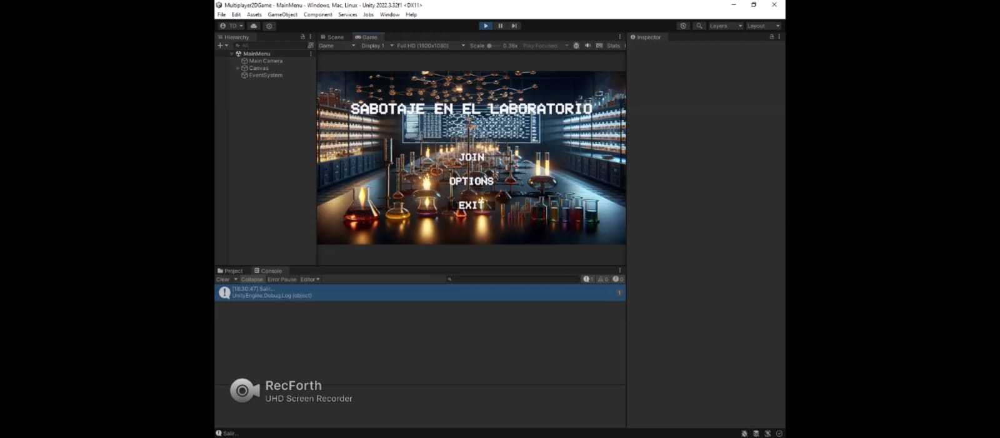 Multiplayer2DGame - MainMenu - Windows, Mac, Linux - Unity 2022.3.32f1 <DX11>
File Edit Assets GameObject Component Services Jobs Window Help
TD Layers Layout
Hierarchy Scene Game Inspector
All Game Display 1 Full HD (1920x1080) Scale 0.36x Play Focused Stats
MainMenu
Main Camera
Canvas
EventSystem
SABOTAJE EN EL LABORATORIO
JOIN
OPTIONS
EXIT
Project Console
Clear Collapse Error Pause Editor 1 0 0
[18:30:47] Salir... 1
UnityEngine.Debug:Log (object)
RecForth
UHD Screen Recorder
Salir...